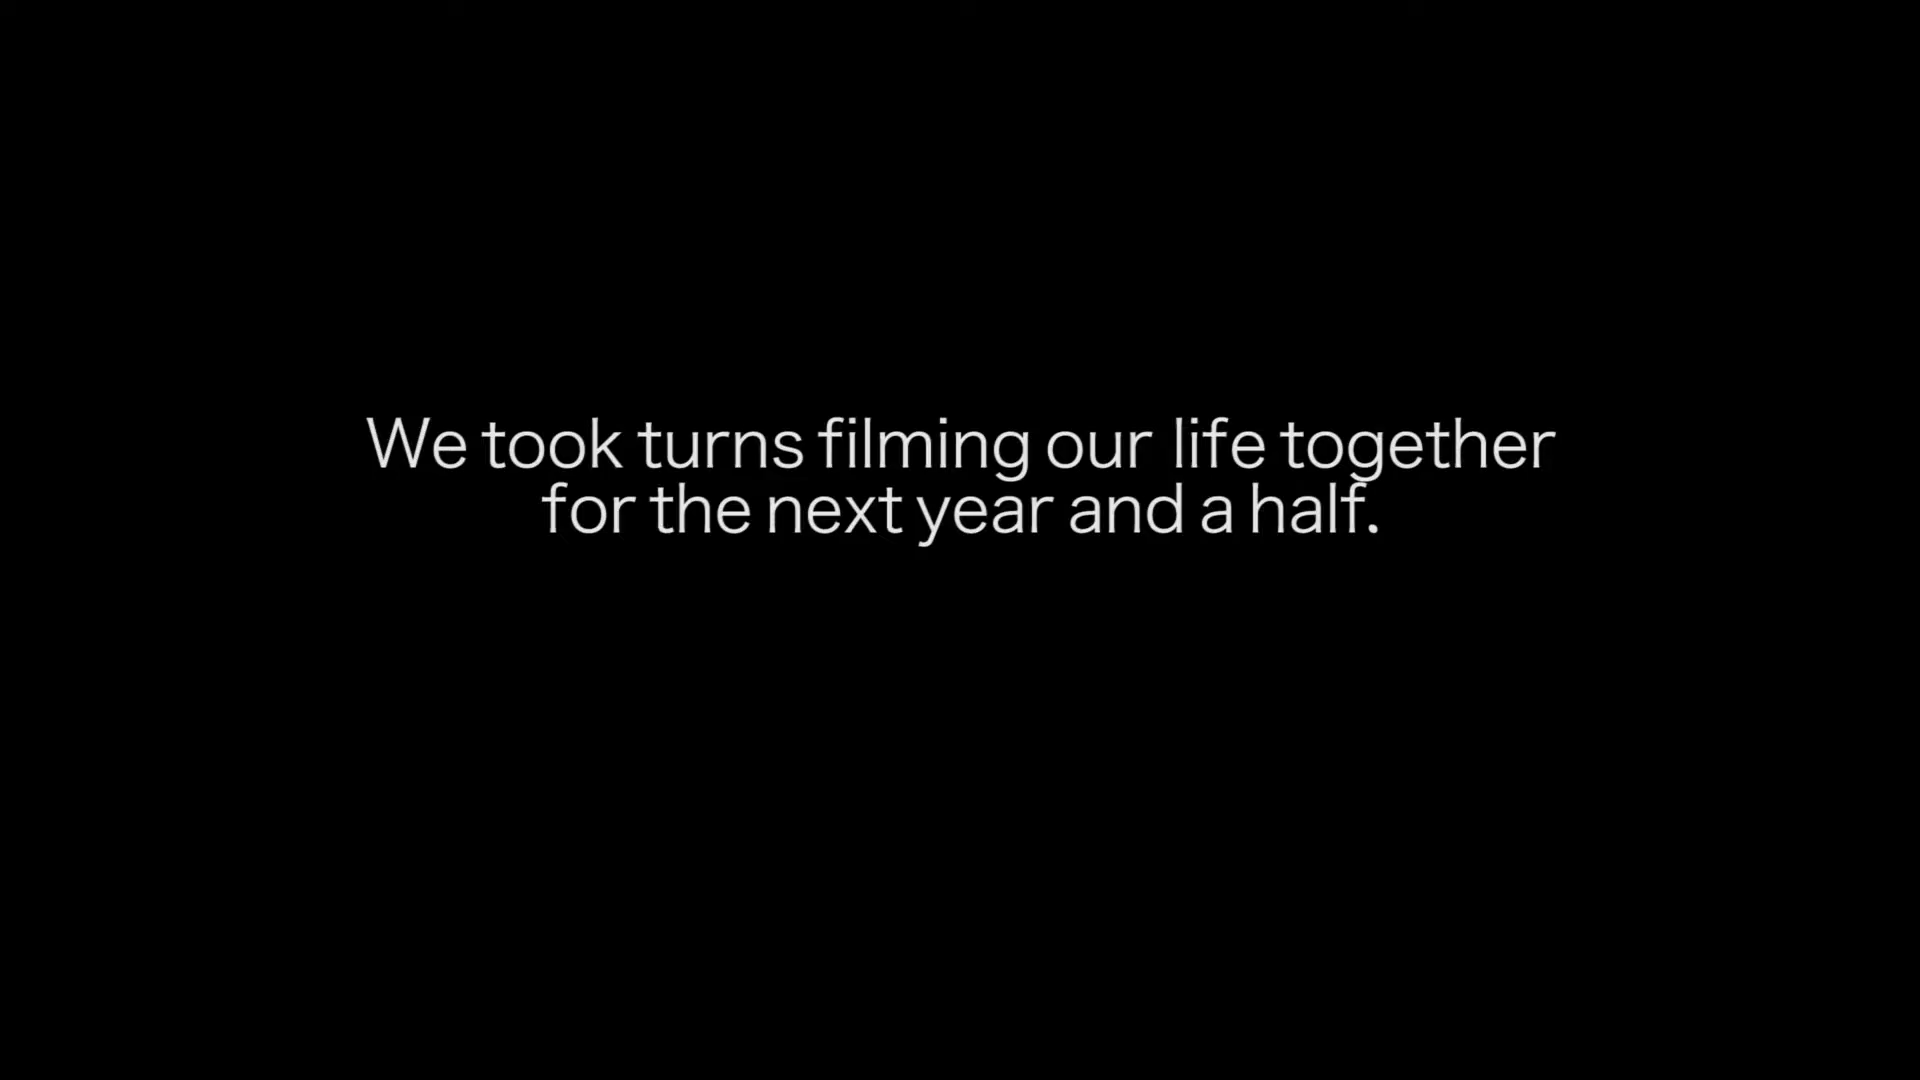 We took turns filming our life together
for the next year and a half.